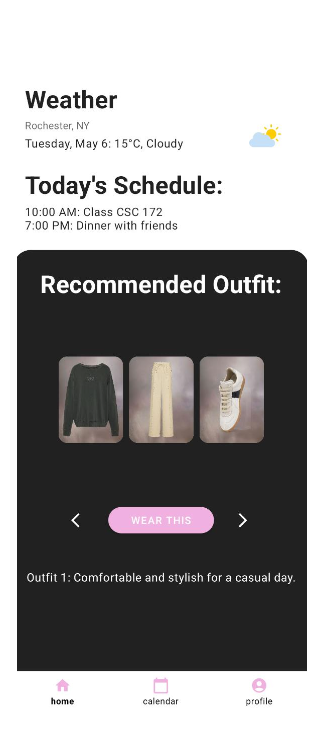 Weather
Rochester, NY
Tuesday, May 6: 15°C, Cloudy
Today's Schedule:
10:00 AM: Class CSC 172
7:00 PM: Dinner with friends
Recommended Outfit:
WEAR THIS
Outfit 1: Comfortable and stylish for a casual day.
home calendar profile